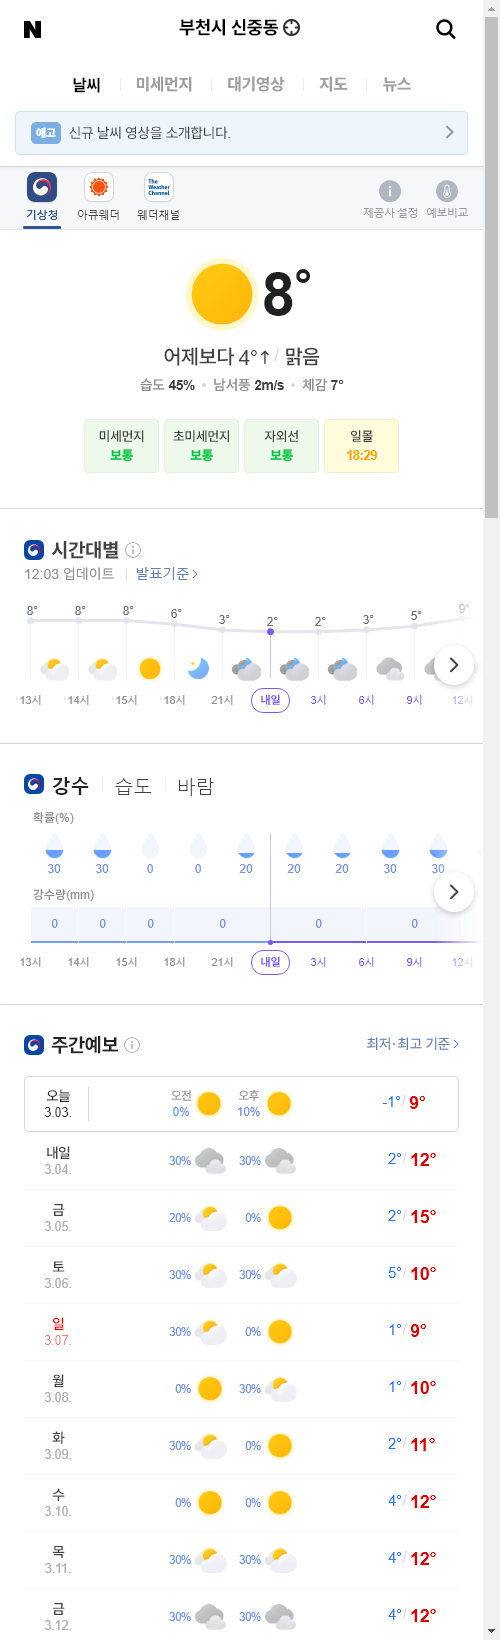 N
부천시 신중동
날씨 미세먼지 대기영상 지도 뉴스
예고 신규 날씨 영상을 소개합니다.
The Weather Channel
기상청 아큐웨더 웨더채널 제공사 설정 예보비교
8°
어제보다 4°↑/ 맑음
습도 45% • 남서풍 2m/s • 체감 7°
미세먼지 초미세먼지 자외선 일몰
보통 보통 보통 18:29
시간대별
12:03 업데이트 발표기준 >
8° 8° 8° 6° 3° 2° 2° 3° 5° 9°
13시 14시 15시 18시 21시 내일 3시 6시 9시 12시
강수 습도 바람
확률(%)
30 30 0 0 20 20 20 30 30
강수량(mm)
0 0 0 0 0 0
13시 14시 15시 18시 21시 내일 3시 6시 9시 12시
주간예보 최저·최고 기준 >
오늘 3.03. 오전 0% 오후 10% -1°/ 9°
내일 3.04. 30% 30% 2°/ 12°
금 3.05. 20% 0% 2°/ 15°
토 3.06. 30% 30% 5°/ 10°
일 3.07. 30% 0% 1°/ 9°
월 3.08. 0% 30% 1°/ 10°
화 3.09. 30% 0% 2°/ 11°
수 3.10. 0% 0% 4°/ 12°
목 3.11. 30% 30% 4°/ 12°
금 3.12. 30% 30% 4°/ 12°